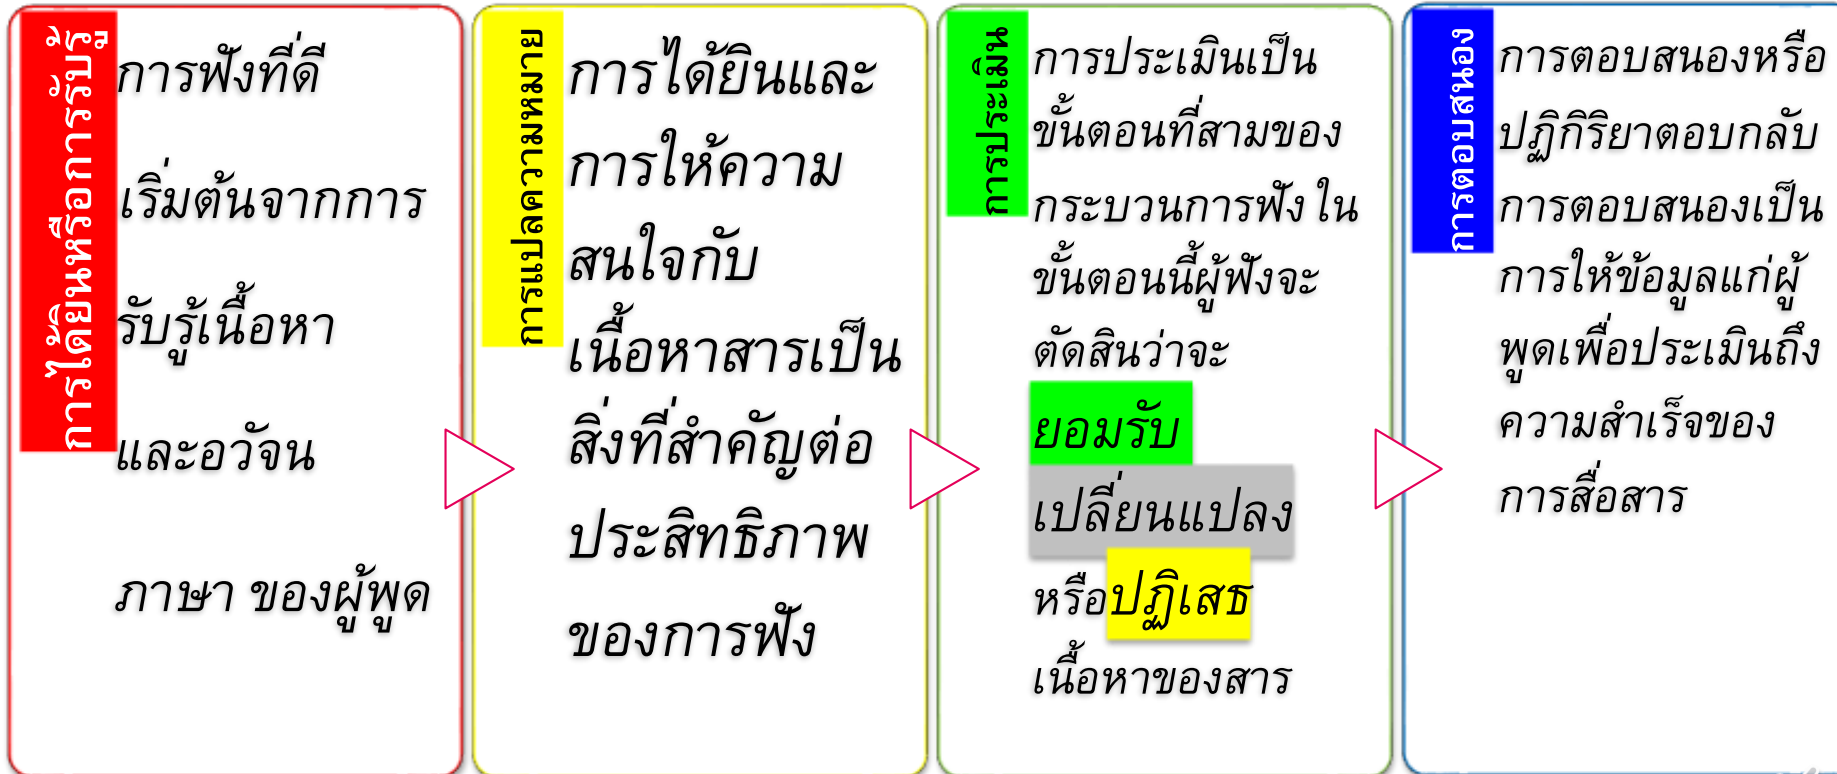 การได้ยินหรือการรับรู้
การฟังที่ดี
เริ่มต้นจากการ
รับรู้เนื้อหา
และอวัจน
ภาษา ของผู้พูด
การแปลความหมาย
การได้ยินและ
การให้ความ
สนใจกับ
เนื้อหาสารเป็น
สิ่งที่สำคัญต่อ
ประสิทธิภาพ
ของการฟัง
การประเมิน
การประเมินเป็น
ขั้นตอนที่สามของ
กระบวนการฟัง ใน
ขั้นตอนนี้ผู้ฟังจะ
ตัดสินว่าจะ
ยอมรับ
เปลี่ยนแปลง
หรือปฏิเสธ
เนื้อหาของสาร
การตอบสนอง
การตอบสนองหรือ
ปฏิกิริยาตอบกลับ
การตอบสนองเป็น
การให้ข้อมูลแก่ผู้
พูดเพื่อประเมินถึง
ความสำเร็จของ
การสื่อสาร